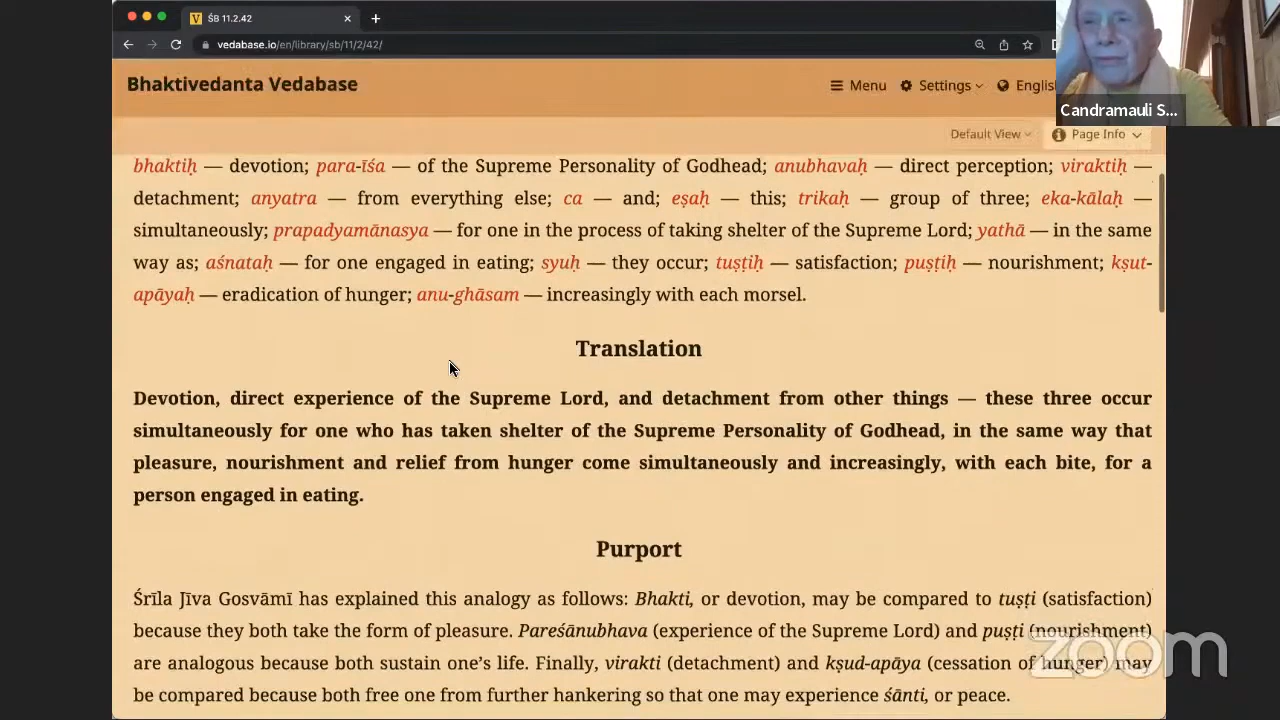 ŚB 11.2.42
vedabase.io/en/library/sb/11/2/42/
Bhaktivedanta Vedabase
Menu Settings
Candramauli S...
Default View Page Info
bhaktiḥ — devotion; para-īśa — of the Supreme Personality of Godhead; anubhavaḥ — direct perception; viraktiḥ —
detachment; anyatra — from everything else; ca — and; eṣaḥ — this; trikaḥ — group of three; eka-kālaḥ —
simultaneously; prapadyamānasya — for one in the process of taking shelter of the Supreme Lord; yathā — in the same
way as; aśnataḥ — for one engaged in eating; syuḥ — they occur; tuṣṭiḥ — satisfaction; puṣṭiḥ — nourishment; kṣut-
apāyaḥ — eradication of hunger; anu-ghāsam — increasingly with each morsel.
Translation
Devotion, direct experience of the Supreme Lord, and detachment from other things — these three occur
simultaneously for one who has taken shelter of the Supreme Personality of Godhead, in the same way that
pleasure, nourishment and relief from hunger come simultaneously and increasingly, with each bite, for a
person engaged in eating.
Purport
Śrīla Jīva Gosvāmī has explained this analogy as follows: Bhakti, or devotion, may be compared to tuṣṭi (satisfaction)
because they both take the form of pleasure. Pareśānubhava (experience of the Supreme Lord) and puṣṭi (nourishment)
are analogous because both sustain one’s life. Finally, virakti (detachment) and kṣud-apāya (cessation of hunger) may
be compared because both free one from further hankering so that one may experience śānti, or peace.
zoom